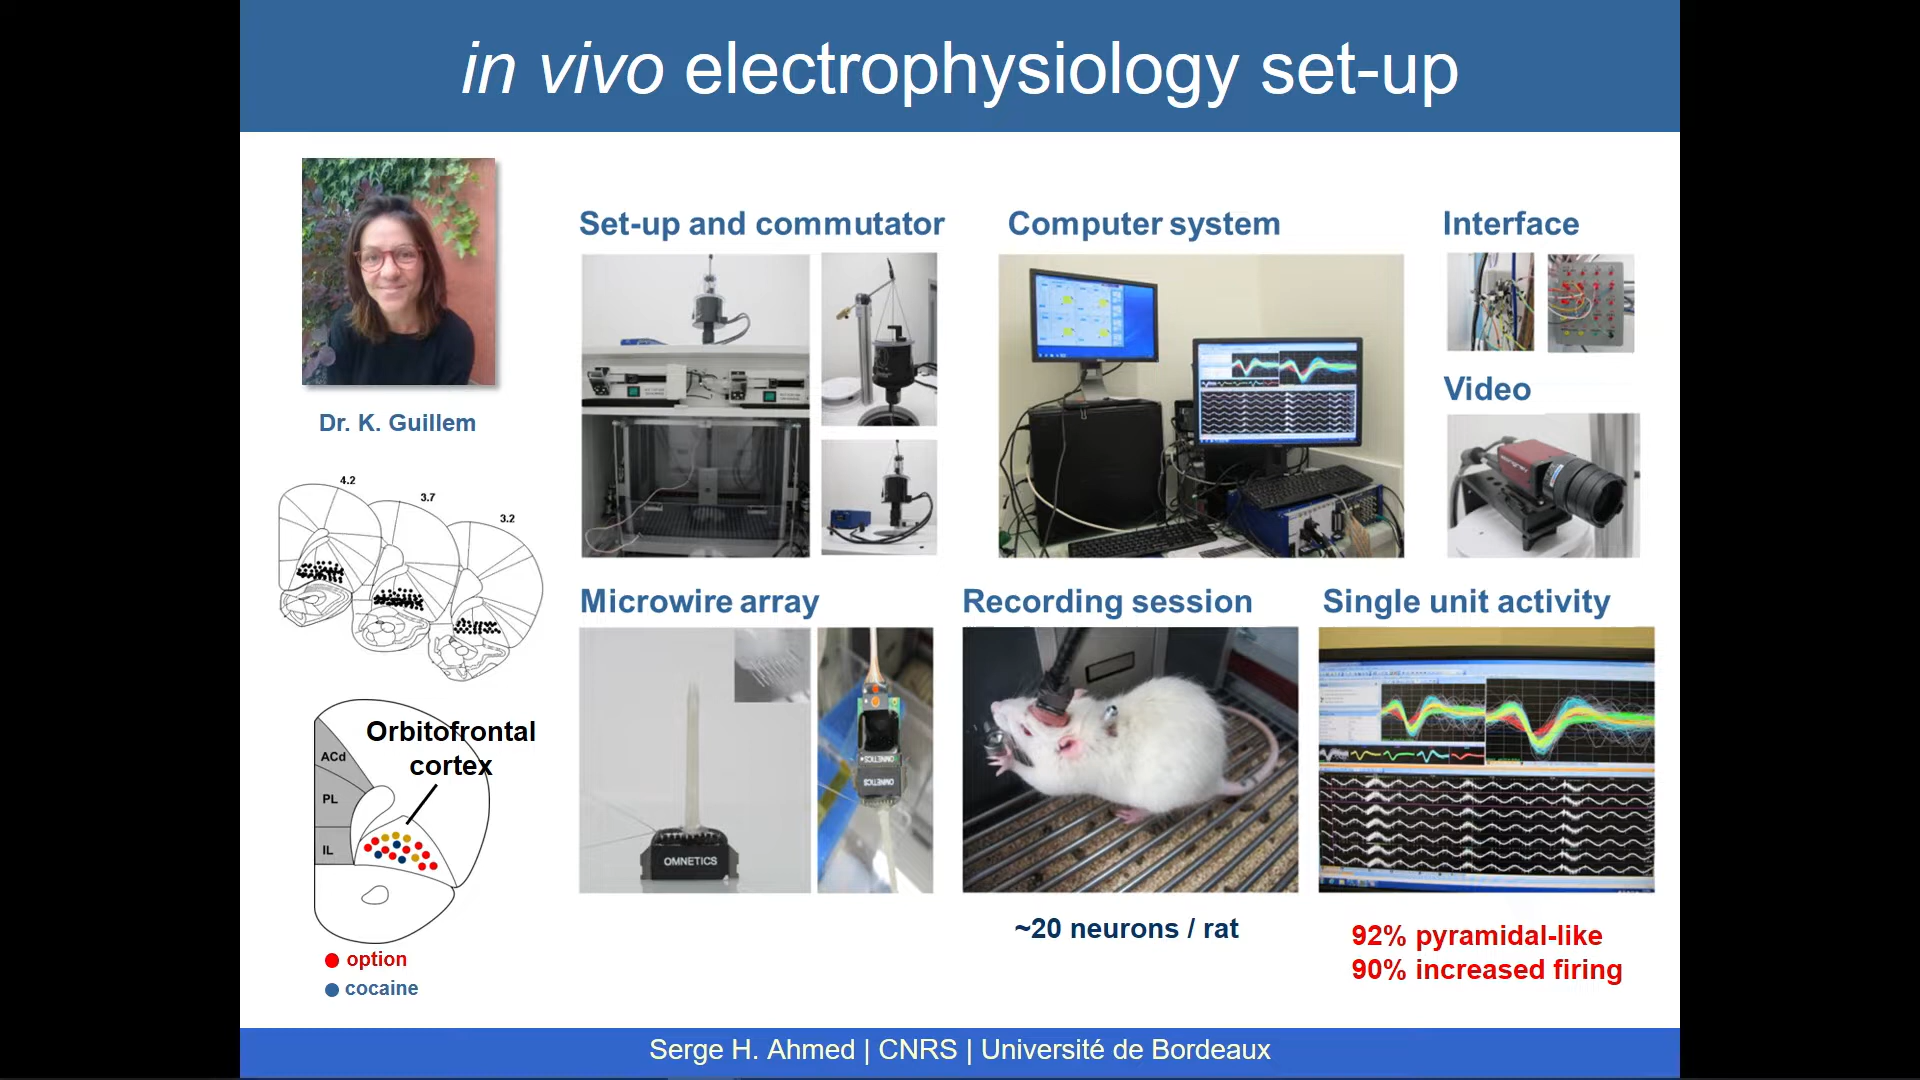 in vivo electrophysiology set-up
Dr. K. Guillem
4.2
3.7
3.2
ACd
PL
IL
Orbitofrontal
cortex
option
cocaine
Set-up and commutator
Computer system
Interface
Video
Microwire array
OMNETICS
OMNETICS
OMNETICS
Recording session
~20 neurons / rat
Single unit activity
92% pyramidal-like
90% increased firing
Serge H. Ahmed | CNRS | Université de Bordeaux